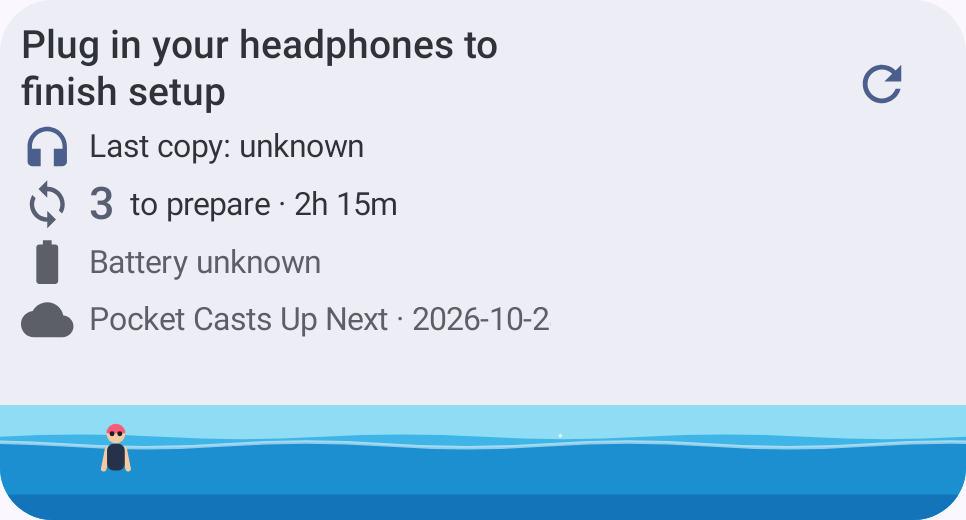 Plug in your headphones to
finish setup
Last copy: unknown
3 to prepare · 2h 15m
Battery unknown
Pocket Casts Up Next · 2026-10-2